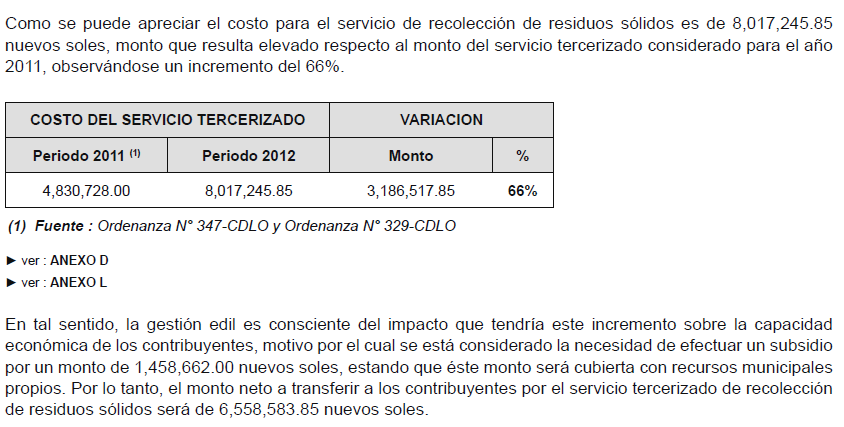 Como se puede apreciar el costo para el servicio de recolección de residuos sólidos es de 8,017,245.85
nuevos soles, monto que resulta elevado respecto al monto del servicio tercerizado considerado para el año
2011, observándose un incremento del 66%.
COSTO DEL SERVICIO TERCERIZADO VARIACION
Periodo 2011 (1) Periodo 2012 Monto %
4,830,728.00 8,017,245.85 3,186,517.85 66%
(1) Fuente : Ordenanza N° 347-CDLO y Ordenanza N° 329-CDLO
► ver : ANEXO D
► ver : ANEXO L
En tal sentido, la gestión edil es consciente del impacto que tendría este incremento sobre la capacidad
económica de los contribuyentes, motivo por el cual se está considerado la necesidad de efectuar un subsidio
por un monto de 1,458,662.00 nuevos soles, estando que éste monto será cubierta con recursos municipales
propios. Por lo tanto, el monto neto a transferir a los contribuyentes por el servicio tercerizado de recolección
de residuos sólidos será de 6,558,583.85 nuevos soles.